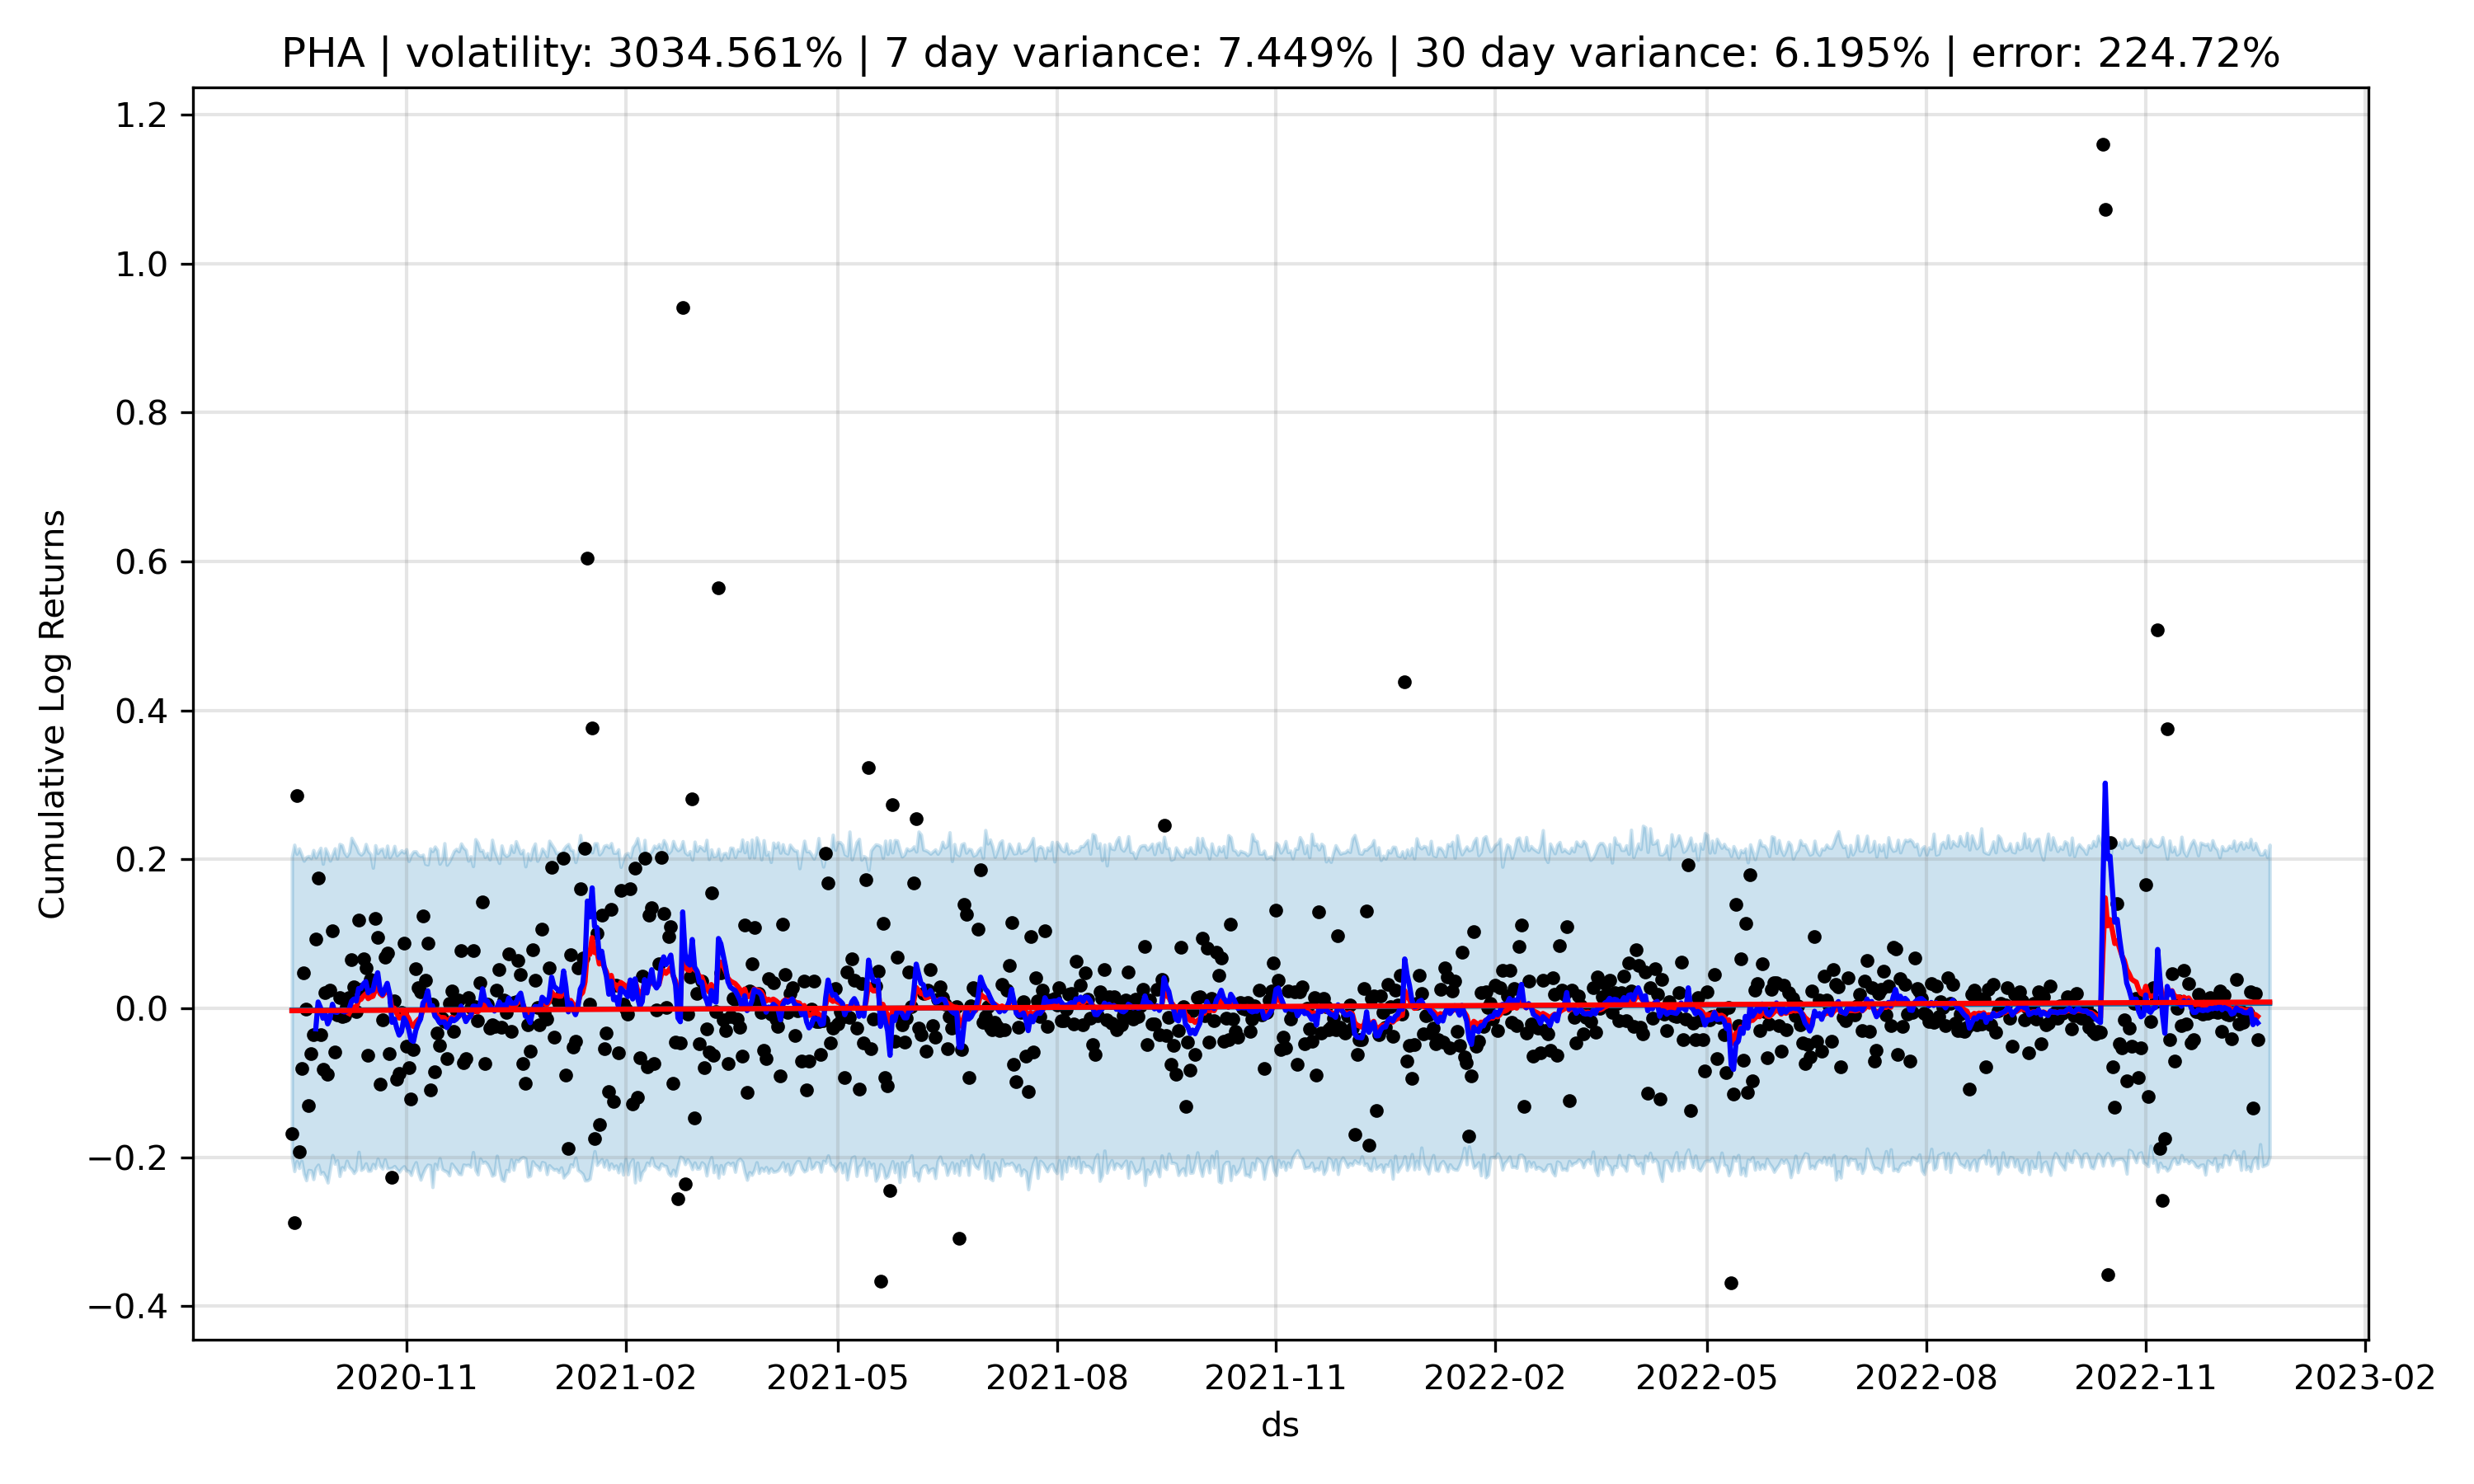 PHA | volatility: 3034.561% | 7 day variance: 7.449% | 30 day variance: 6.195% | error: 224.72%
1.2
1.0
0.8
0.6
0.4
0.2
0.0
−0.2
−0.4
Cumulative Log Returns
2020-11 2021-02 2021-05 2021-08 2021-11 2022-02 2022-05 2022-08 2022-11 2023-02
ds